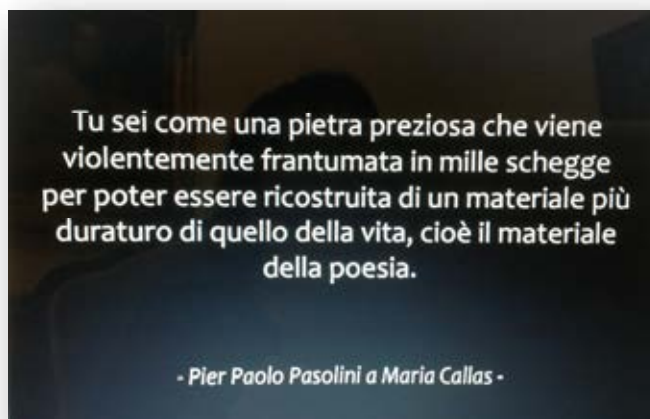 Tu sei come una pietra preziosa che viene
violentemente frantumata in mille schegge
per poter essere ricostruita di un materiale più
duraturo di quello della vita, cioè il materiale
della poesia.
- Pier Paolo Pasolini a Maria Callas -